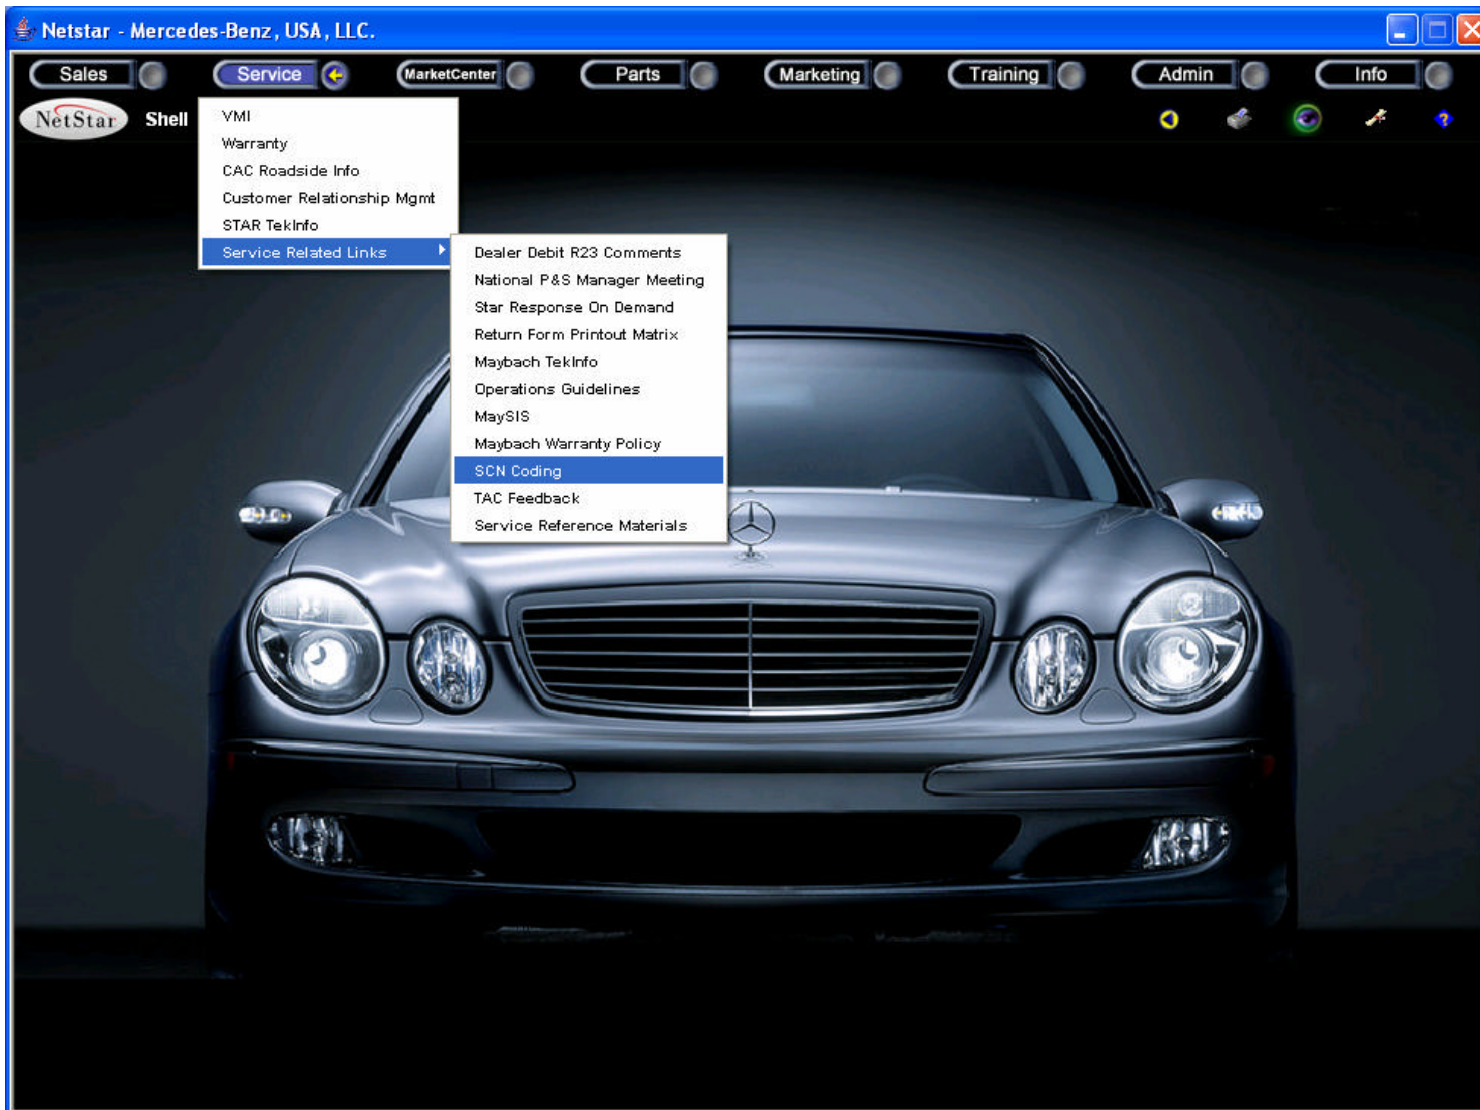 Netstar - Mercedes-Benz, USA, LLC.
Sales Service MarketCenter Parts Marketing Training Admin Info
NetStar Shell
VMI
Warranty
CAC Roadside Info
Customer Relationship Mgmt
STAR TekInfo
Service Related Links
Dealer Debit R23 Comments
National P&S Manager Meeting
Star Response On Demand
Return Form Printout Matrix
Maybach TekInfo
Operations Guidelines
MaySIS
Maybach Warranty Policy
SCN Coding
TAC Feedback
Service Reference Materials